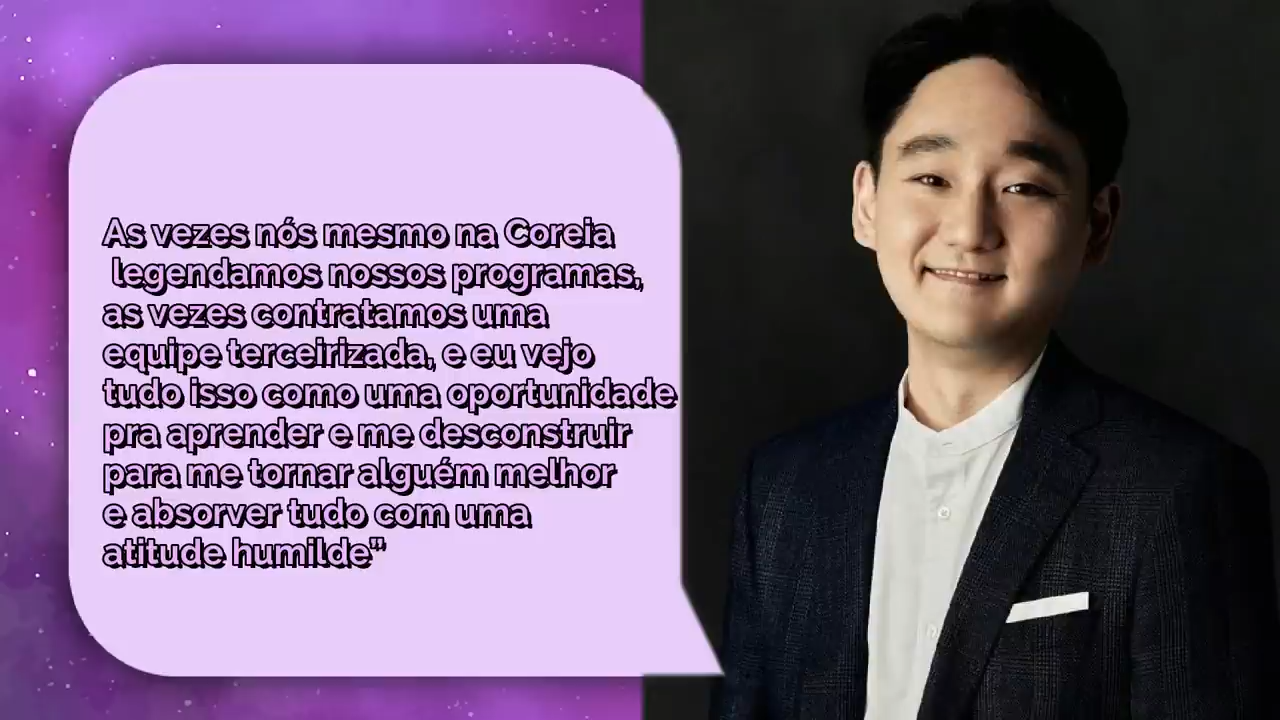 As vezes nós mesmo na Coreia
legendamos nossos programas,
as vezes contratamos uma
equipe terceirizada, e eu vejo
tudo isso como uma oportunidade
pra aprender e me desconstruir
para me tornar alguém melhor
e absorver tudo com uma
atitude humilde"